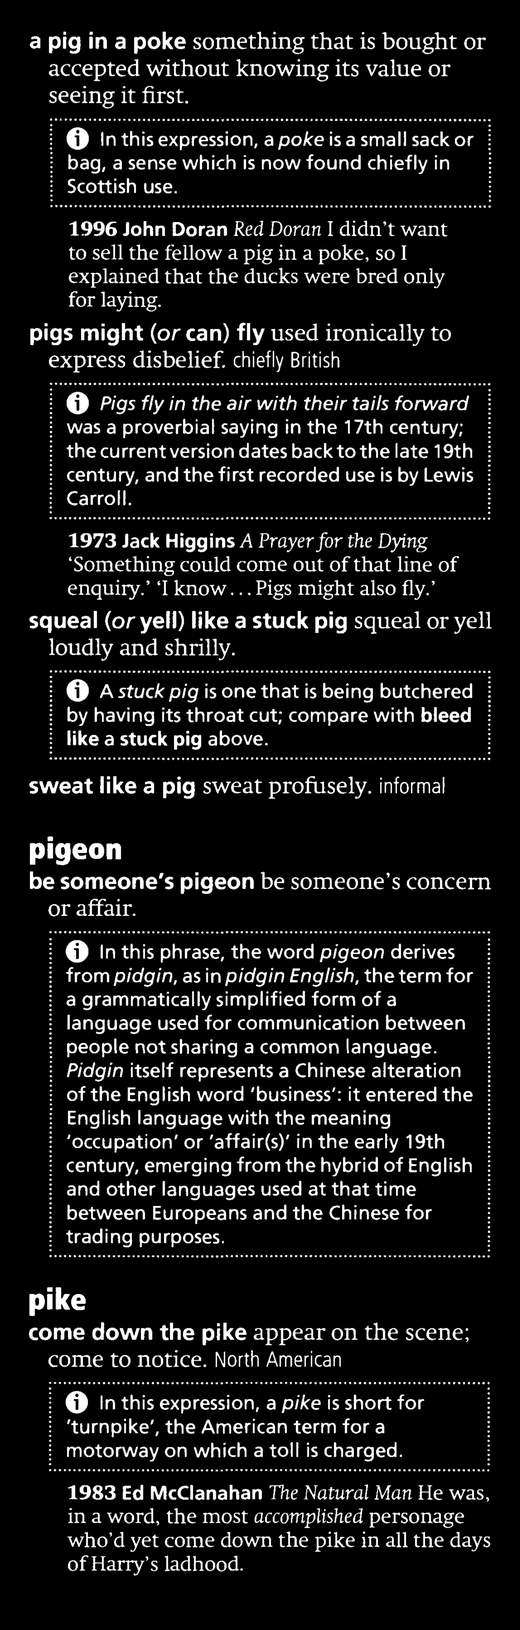 a pig in a poke something that is bought or
accepted without knowing its value or
seeing it first.
i In this expression, a poke is a small sack or
bag, a sense which is now found chiefly in
Scottish use.
1996 John Doran Red Doran I didn't want
to sell the fellow a pig in a poke, so I
explained that the ducks were bred only
for laying.
pigs might (or can) fly used ironically to
express disbelief. chiefly British
i Pigs fly in the air with their tails forward
was a proverbial saying in the 17th century;
the current version dates back to the late 19th
century, and the first recorded use is by Lewis
Carroll.
1973 Jack Higgins A Prayer for the Dying
‘Something could come out of that line of
enquiry.’ ‘I know... Pigs might also fly.’
squeal (or yell) like a stuck pig squeal or yell
loudly and shrilly.
i A stuck pig is one that is being butchered
by having its throat cut; compare with bleed
like a stuck pig above.
sweat like a pig sweat profusely. informal
pigeon
be someone's pigeon be someone's concern
or affair.
i In this phrase, the word pigeon derives
from pidgin, as in pidgin English, the term for
a grammatically simplified form of a
language used for communication between
people not sharing a common language.
Pidgin itself represents a Chinese alteration
of the English word 'business': it entered the
English language with the meaning
'occupation' or 'affair(s)' in the early 19th
century, emerging from the hybrid of English
and other languages used at that time
between Europeans and the Chinese for
trading purposes.
pike
come down the pike appear on the scene;
come to notice. North American
i In this expression, a pike is short for
'turnpike', the American term for a
motorway on which a toll is charged.
1983 Ed McClanahan The Natural Man He was,
in a word, the most accomplished personage
who'd yet come down the pike in all the days
of Harry's ladhood.